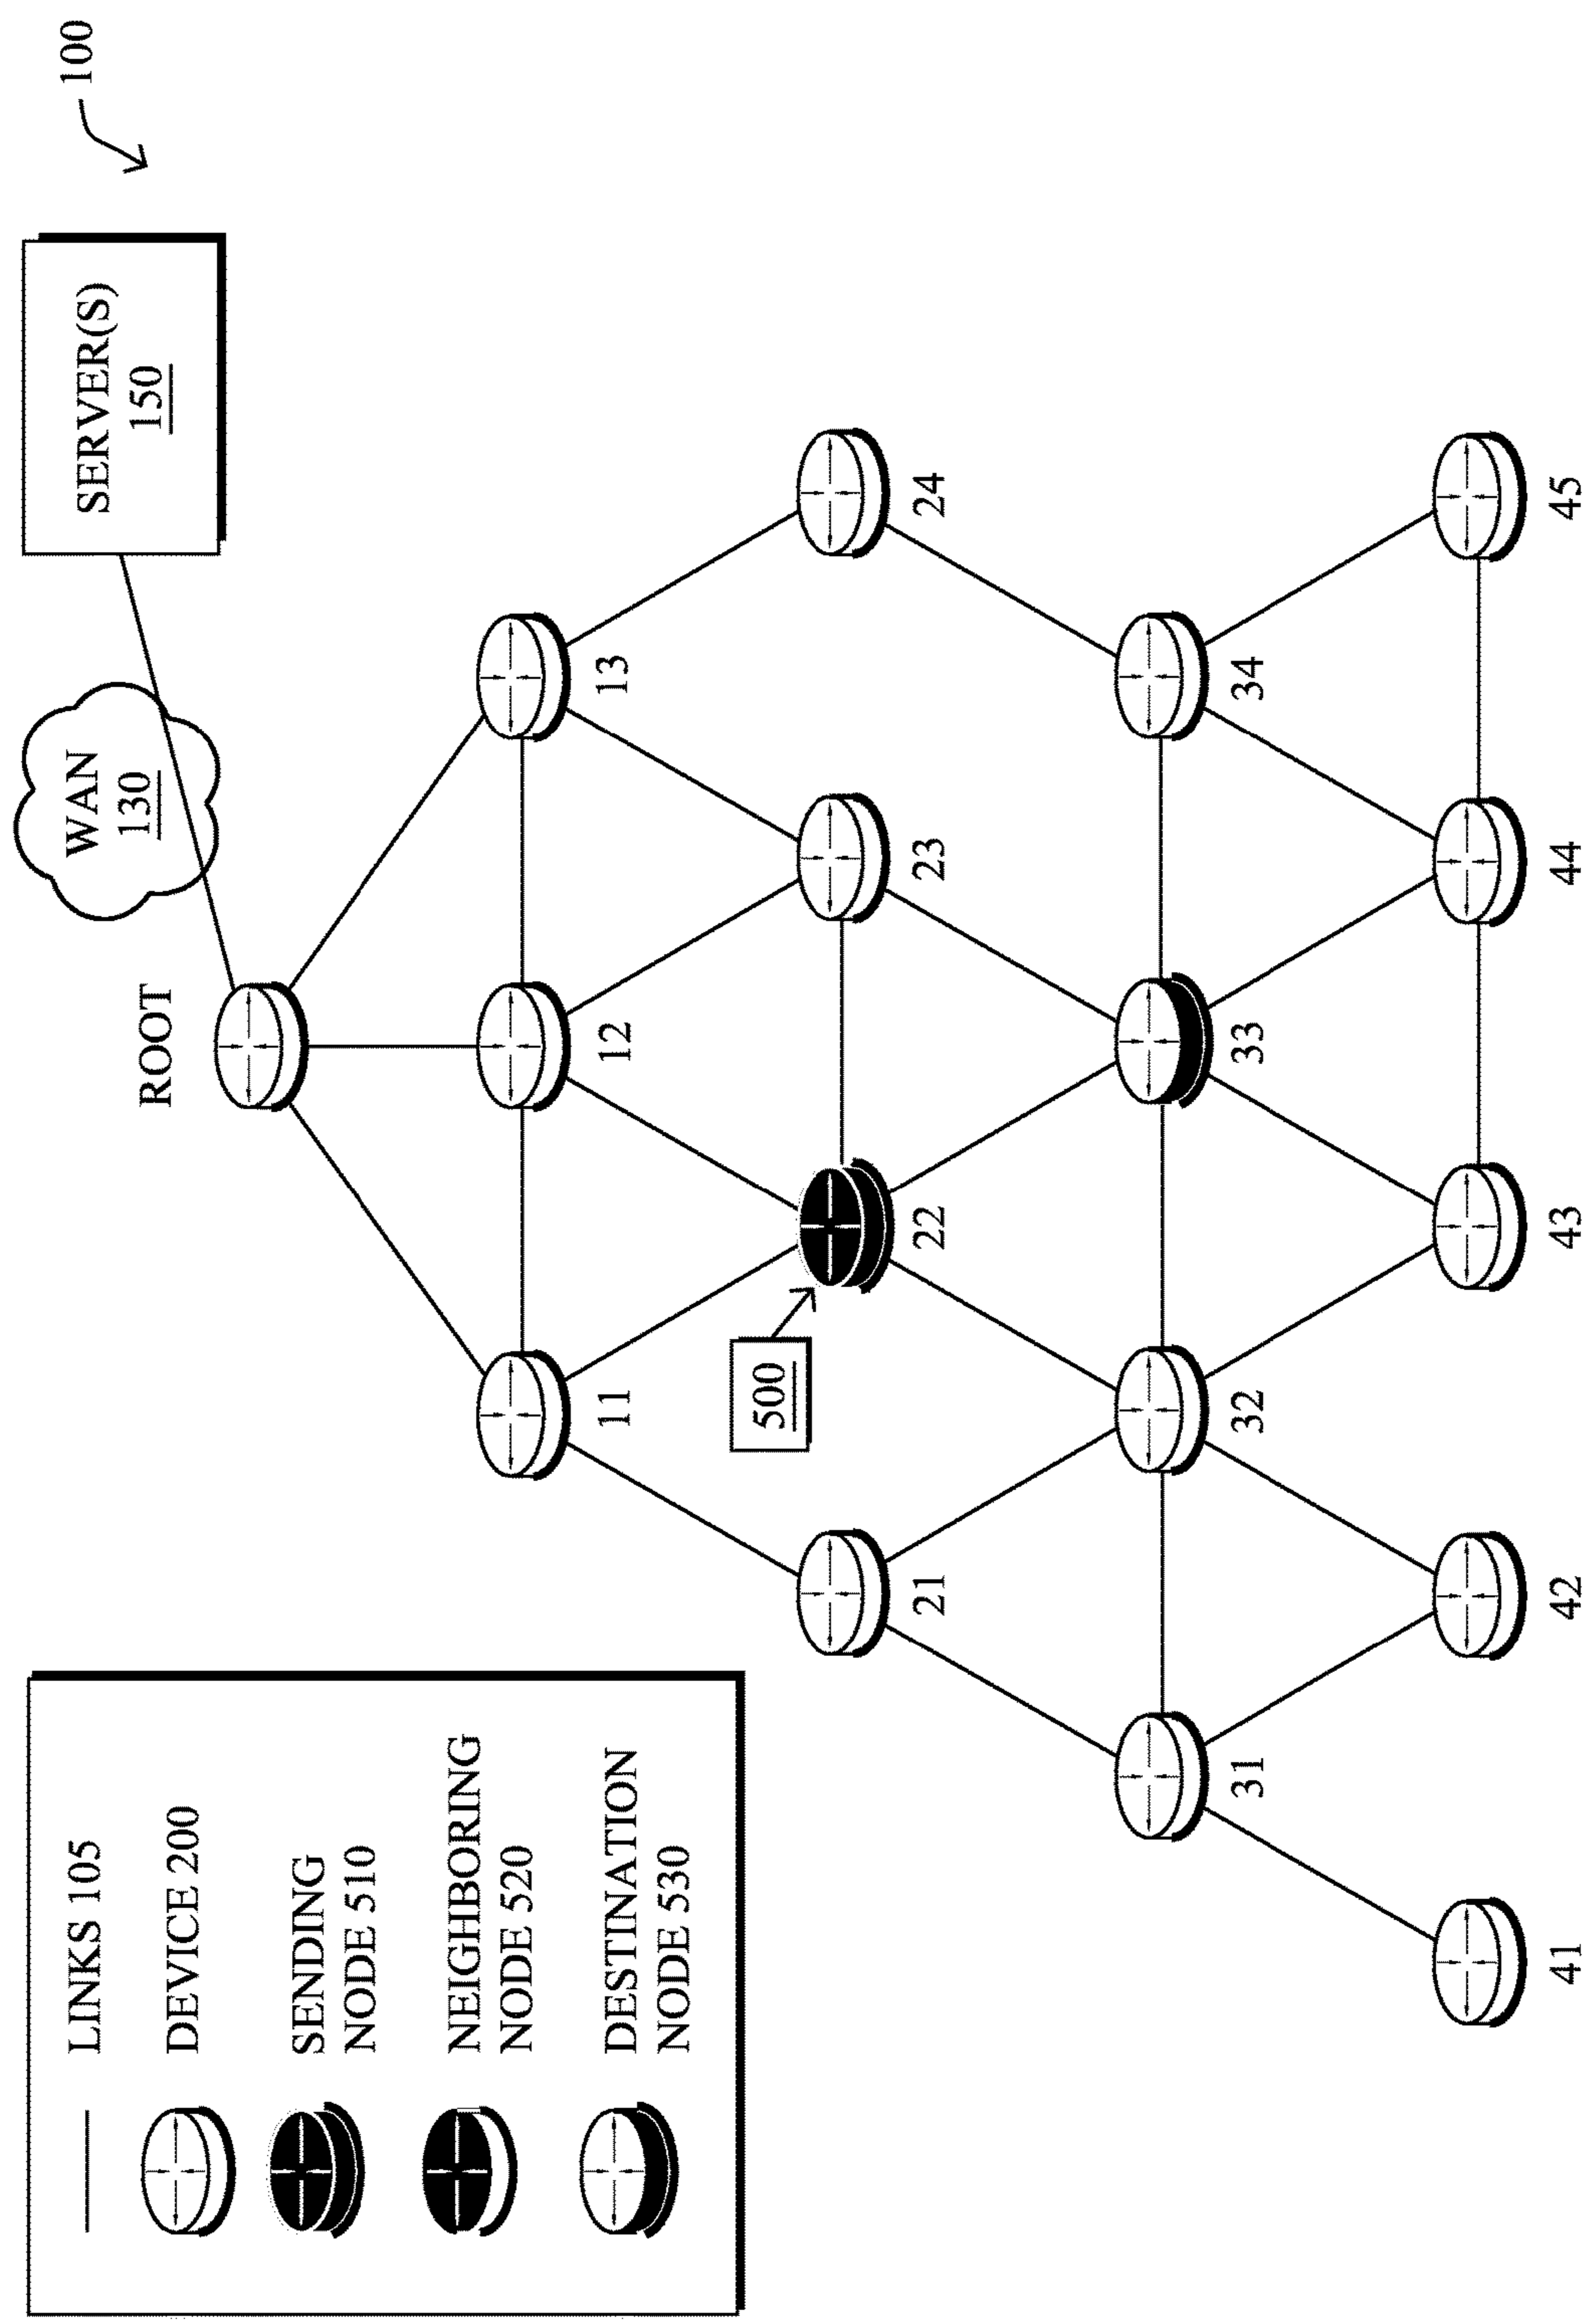 LINKS 105
DEVICE 200
SENDING
NODE 510
NEIGHBORING
NODE 520
DESTINATION
NODE 530
WAN
130
SERVER(S)
150
100
ROOT
11
12
13
500
21
22
23
24
31
32
33
34
41
42
43
44
45